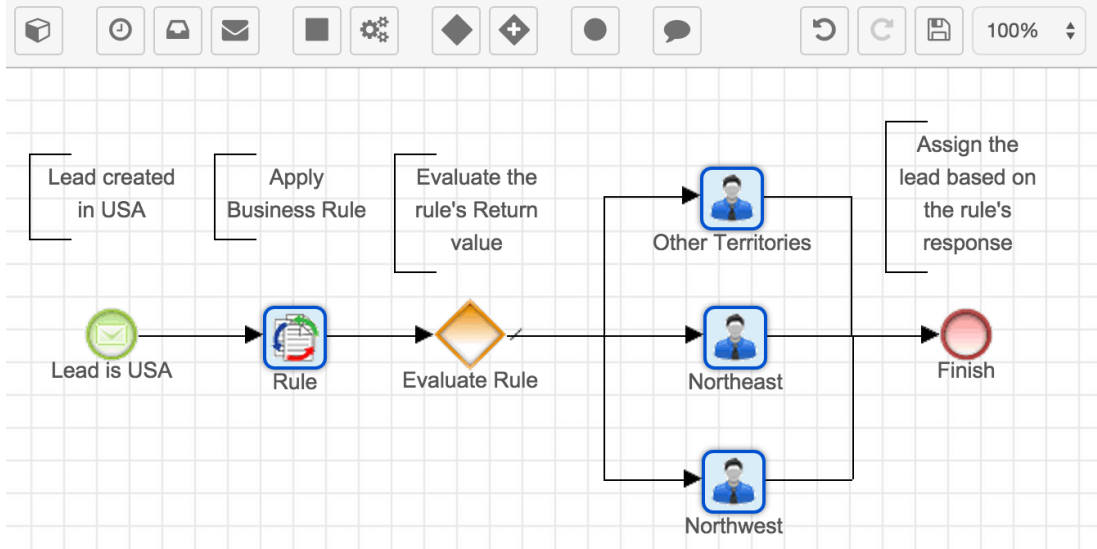 100%
Lead created
in USA
Apply
Business Rule
Evaluate the
rule's Return
value
Assign the
lead based on
the rule's
response
Other Territories
Lead is USA
Rule
Evaluate Rule
Northeast
Finish
Northwest